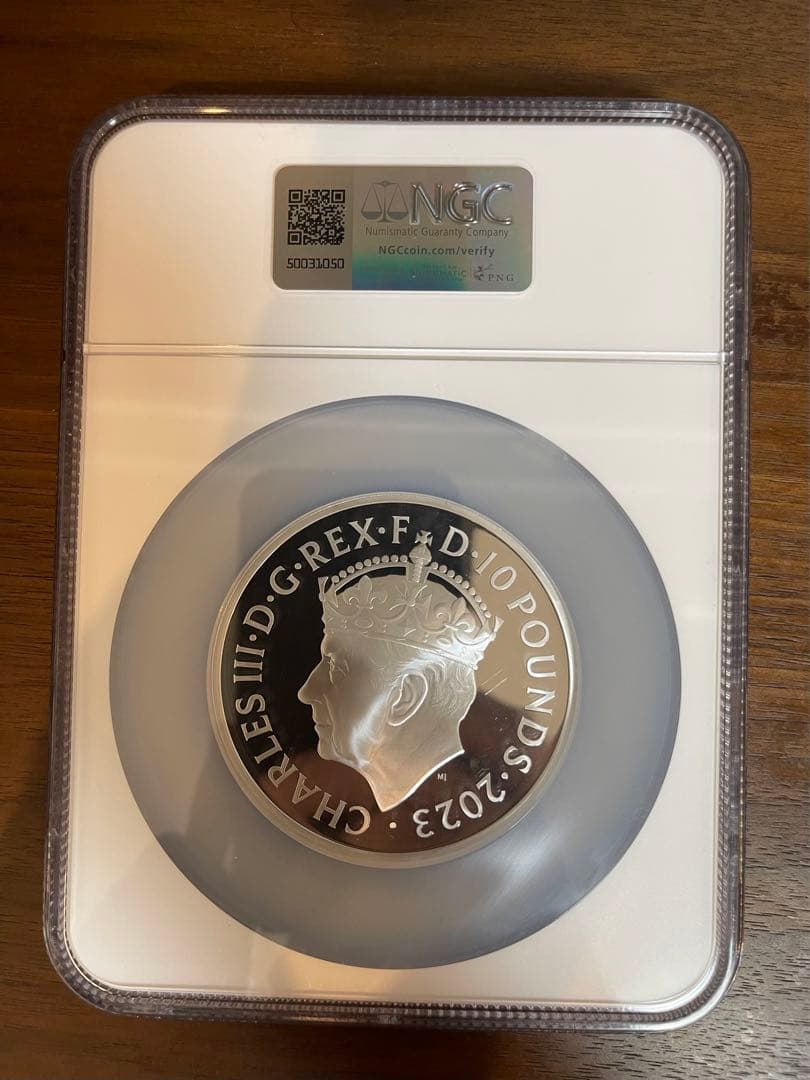 NGC
Numismatic Guaranty Company
NGCcoin.com/verify
50031050
PNG
· CHARLES III · D · G · REX · F D · 10 POUNDS · 2023
MJ